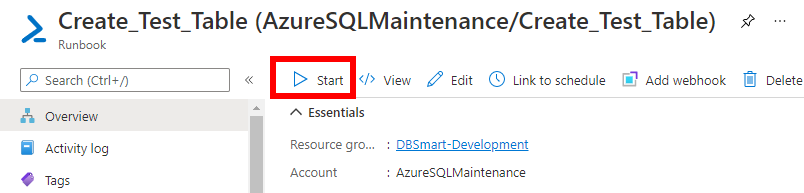 Create_Test_Table (AzureSQLMaintenance/Create_Test_Table)
Runbook
Search (Ctrl+/)
Start View Edit Link to schedule Add webhook Delete
Overview
Activity log
Tags
Essentials
Resource gro... : DBSmart-Development
Account : AzureSQLMaintenance